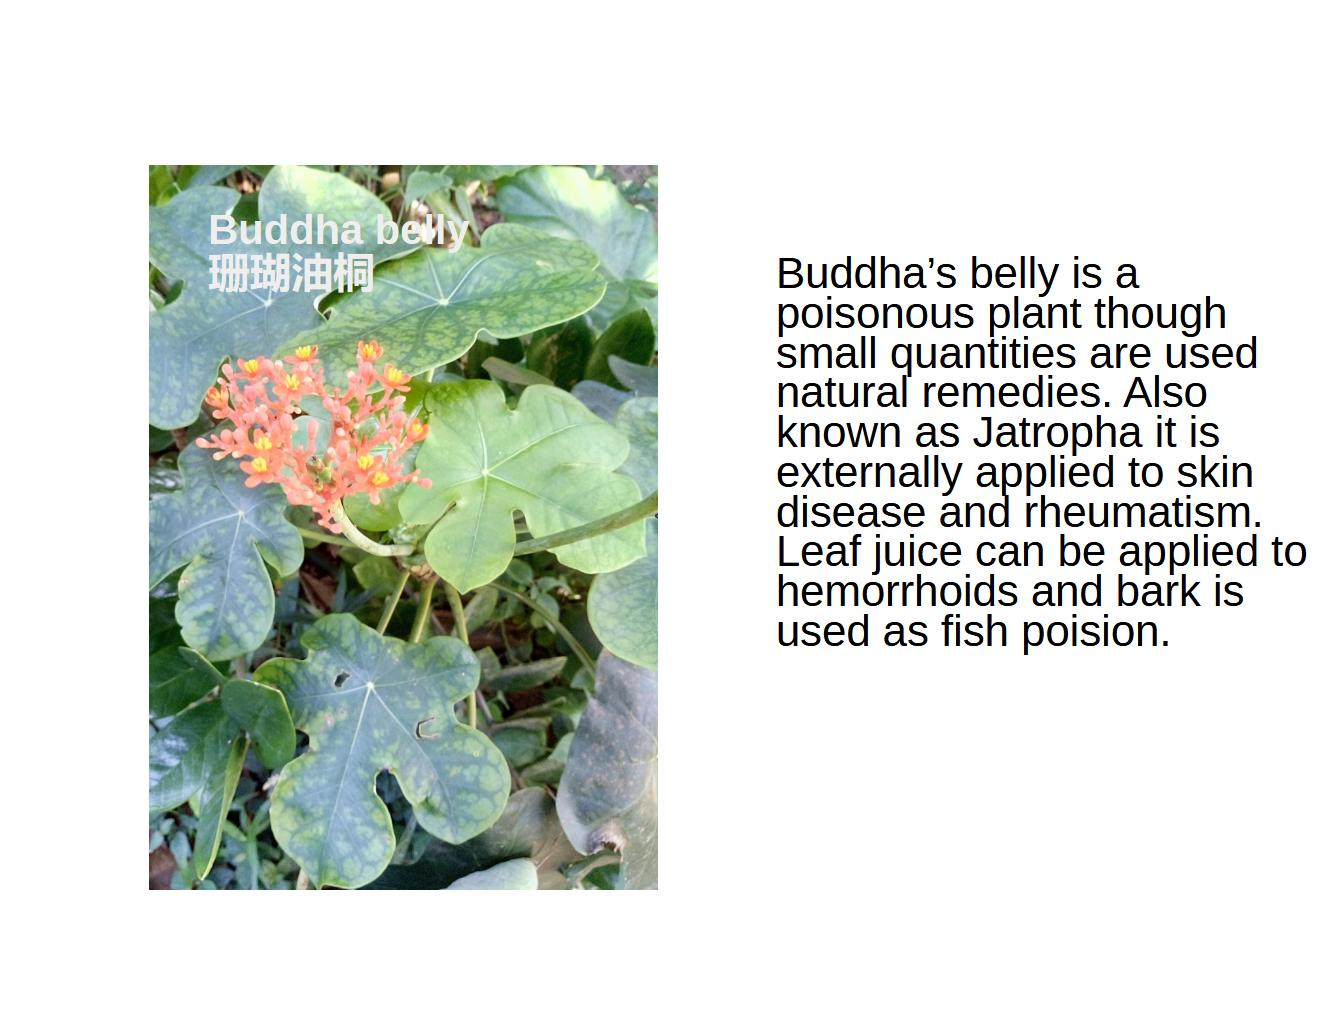 Buddha belly
珊瑚油桐
Buddha’s belly is a
poisonous plant though
small quantities are used
natural remedies. Also
known as Jatropha it is
externally applied to skin
disease and rheumatism.
Leaf juice can be applied to
hemorrhoids and bark is
used as fish poision.